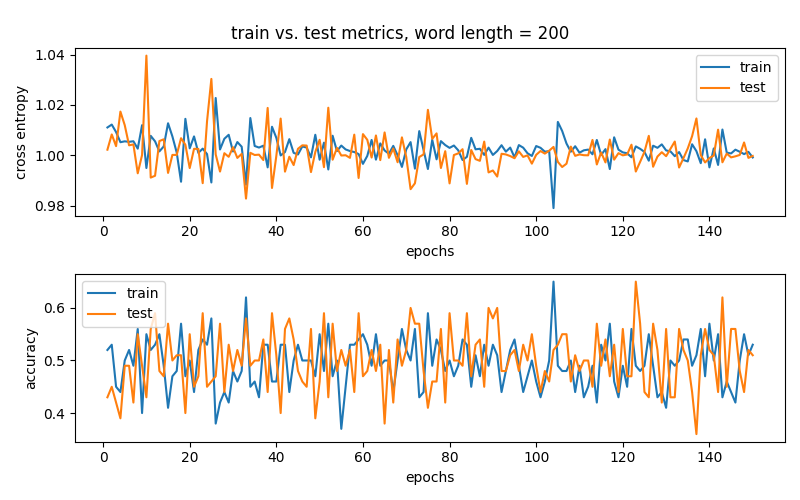 train vs. test metrics, word length = 200
cross entropy
1.04
1.02
1.00
0.98
train
test
0 20 40 60 80 100 120 140
epochs
accuracy
0.6
0.5
0.4
train
test
0 20 40 60 80 100 120 140
epochs